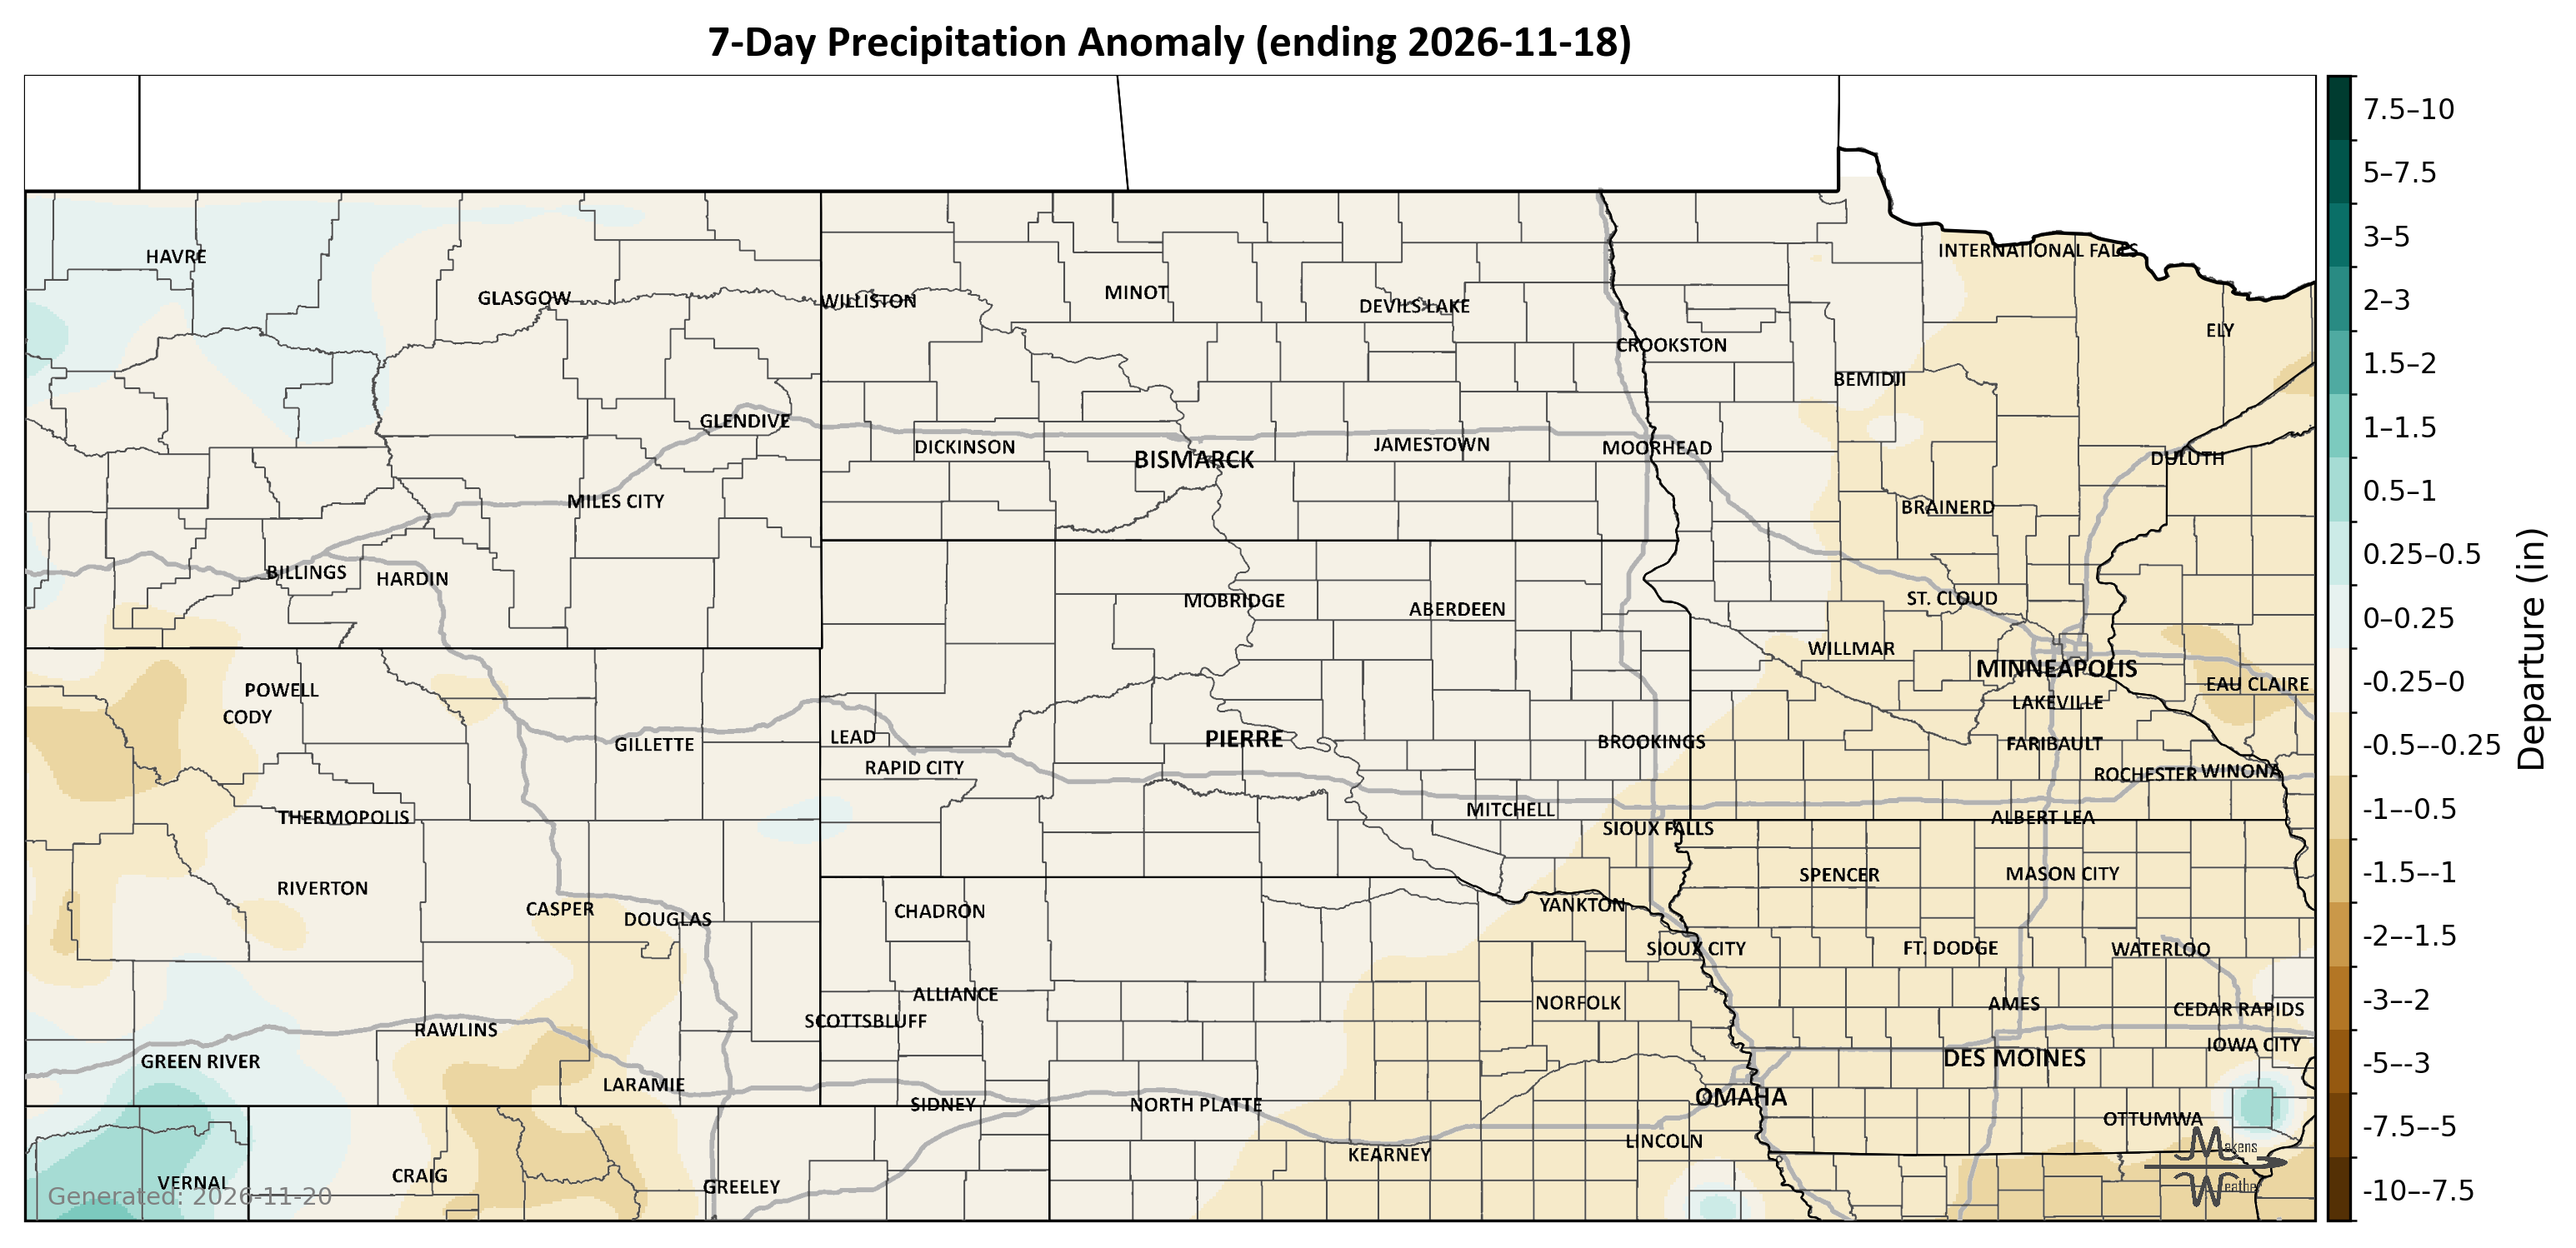 7-Day Precipitation Anomaly (ending 2026-11-18)
HAVRE
GLASGOW
WILLISTON
MINOT
DEVILS LAKE
CROOKSTON
INTERNATIONAL FALLS
ELY
BEMIDJI
GLENDIVE
DICKINSON
BISMARCK
JAMESTOWN
MOORHEAD
DULUTH
MILES CITY
BRAINERD
BILLINGS
HARDIN
MOBRIDGE
ABERDEEN
ST. CLOUD
WILLMAR
MINNEAPOLIS
EAU CLAIRE
POWELL
CODY
LAKEVILLE
GILLETTE
LEAD
PIERRE
BROOKINGS
FARIBAULT
RAPID CITY
ROCHESTER
WINONA
THERMOPOLIS
MITCHELL
SIOUX FALLS
ALBERT LEA
RIVERTON
SPENCER
MASON CITY
CASPER
DOUGLAS
CHADRON
YANKTON
SIOUX CITY
FT. DODGE
WATERLOO
ALLIANCE
NORFOLK
AMES
CEDAR RAPIDS
SCOTTSBLUFF
RAWLINS
IOWA CITY
GREEN RIVER
DES MOINES
LARAMIE
SIDNEY
NORTH PLATTE
OMAHA
OTTUMWA
LINCOLN
KEARNEY
VERNAL
CRAIG
GREELEY
Generated: 2026-11-20
Makens
Weather
7.5–10
5–7.5
3–5
2–3
1.5–2
1–1.5
0.5–1
0.25–0.5
0–0.25
-0.25–0
-0.5–-0.25
-1–-0.5
-1.5–-1
-2–-1.5
-3–-2
-5–-3
-7.5–-5
-10–-7.5
Departure (in)